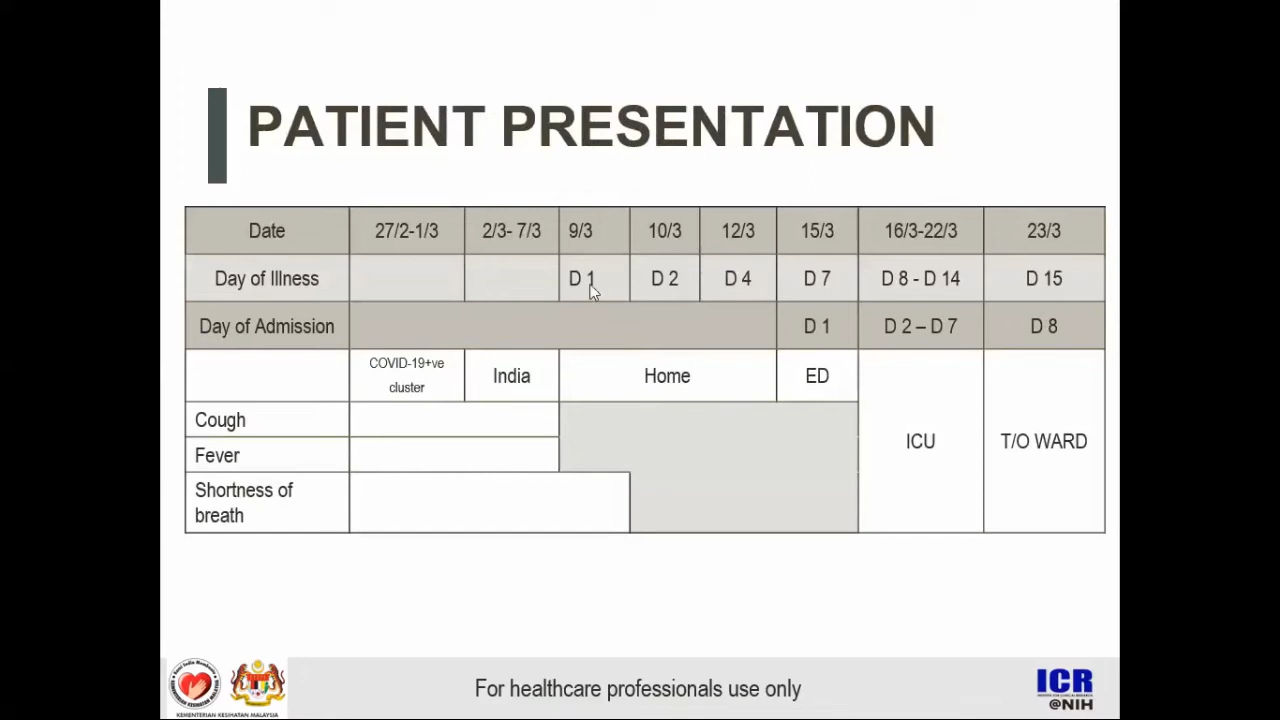 PATIENT PRESENTATION
Date 27/2-1/3 2/3- 7/3 9/3 10/3 12/3 15/3 16/3-22/3 23/3
Day of Illness D 1 D 2 D 4 D 7 D 8 - D 14 D 15
Day of Admission D 1 D 2 – D 7 D 8
COVID-19+ve
cluster
India Home ED
Cough
Fever
ICU T/O WARD
Shortness of
breath
For healthcare professionals use only
KEMENTERIAN KESIHATAN MALAYSIA
ICR
@NIH